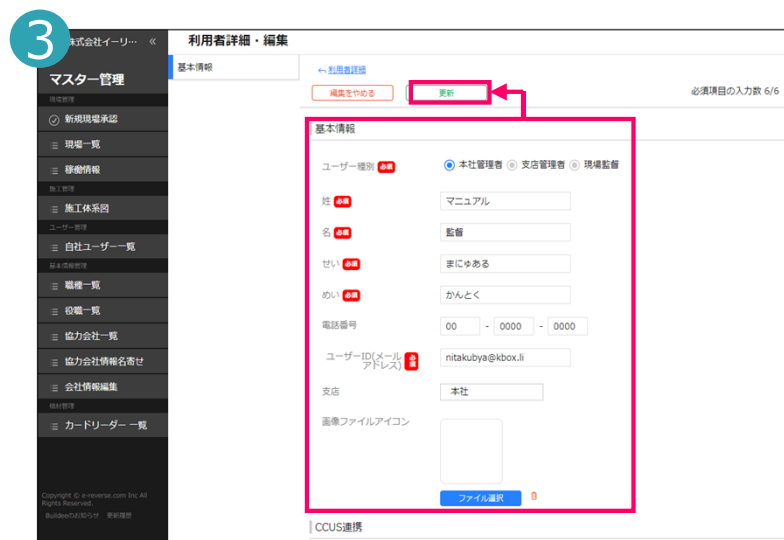 3
株式会社イーリ… «
利用者詳細・編集
マスター管理
現場管理
新規現場承認
現場一覧
稼働情報
施工管理
施工体系図
ユーザー管理
自社ユーザー一覧
基本情報管理
職種一覧
役職一覧
協力会社一覧
協力会社情報名寄せ
会社情報編集
機材管理
カードリーダー 一覧
Copyright © e-reverse.com Inc All
Rights Reserved.
Buildeeのお知らせ 更新履歴
基本情報
利用者詳細
編集をやめる 更新 必須項目の入力数 6/6
基本情報
ユーザー種別 必須 本社管理者 支店管理者 現場監督
姓 必須 マニュアル
名 必須 監督
せい 必須 まにゅある
めい 必須 かんとく
電話番号 00 - 0000 - 0000
ユーザーID(メールアドレス) 必須 nitakubya@kbox.li
支店 本社
画像ファイルアイコン
ファイル選択
CCUS連携